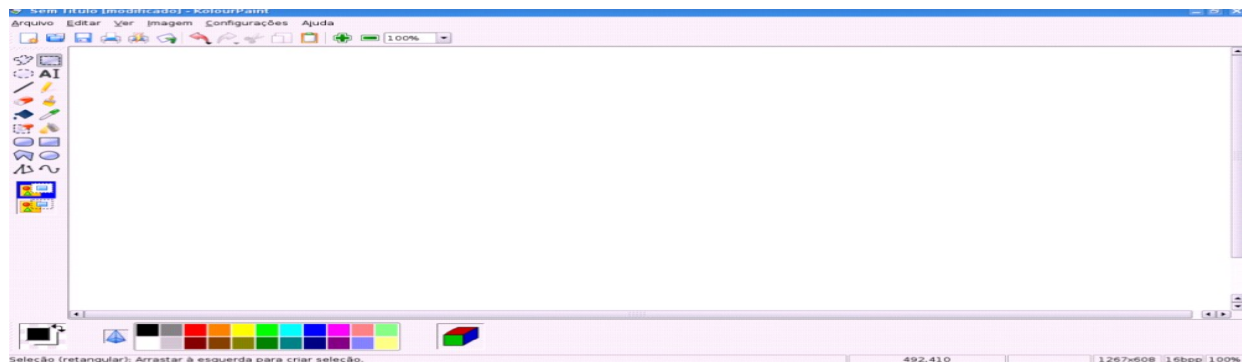 Sem Título [modificado] - KolourPaint
Arquivo Editar Ver Imagem Configurações Ajuda
100%
AI
Seleção (retangular): Arrastar à esquerda para criar seleção. 492,410 1267x608 16bpp 100%